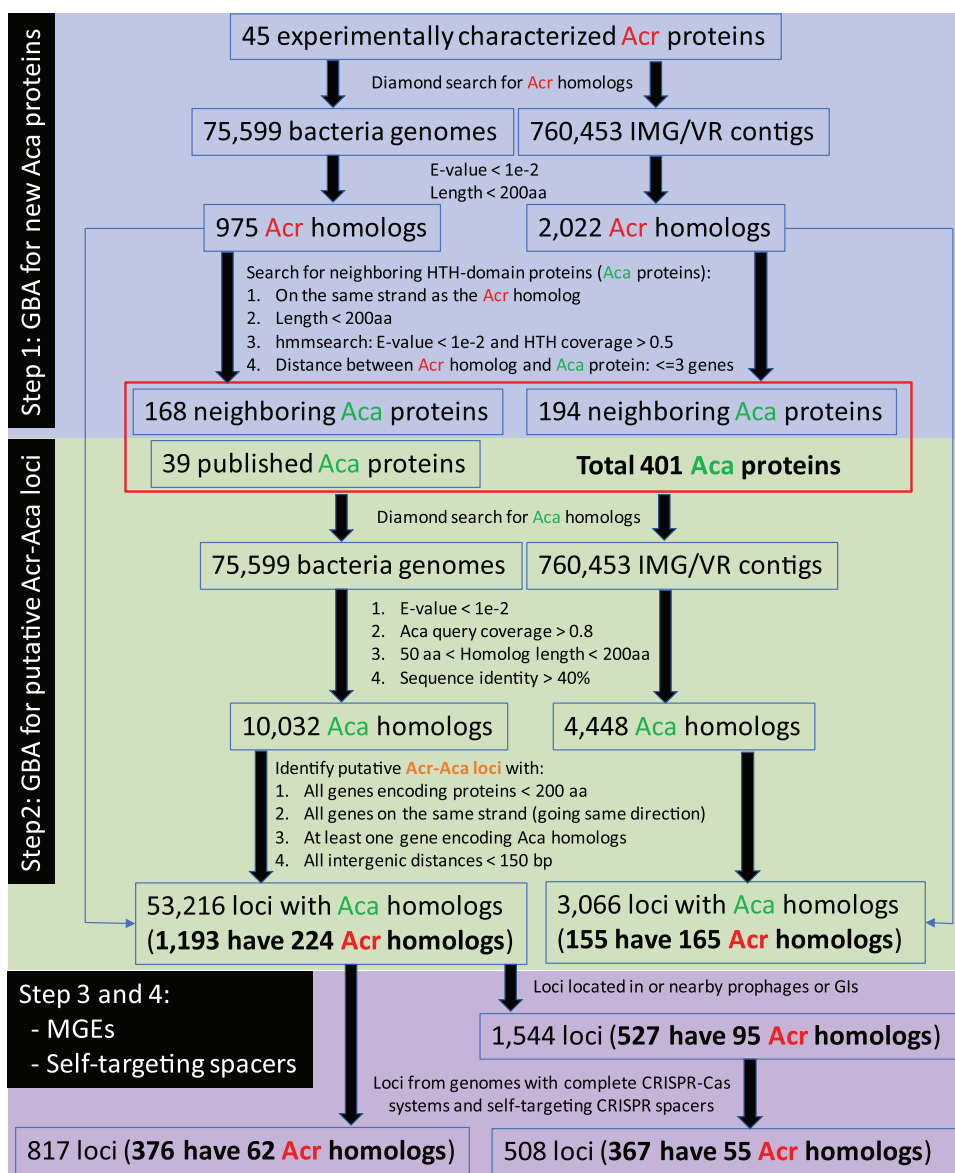 Step 1: GBA for new Aca proteins
45 experimentally characterized Acr proteins
Diamond search for Acr homologs
75,599 bacteria genomes
760,453 IMG/VR contigs
E-value < 1e-2
Length < 200aa
975 Acr homologs
2,022 Acr homologs
Search for neighboring HTH-domain proteins (Aca proteins):
1. On the same strand as the Acr homolog
2. Length < 200aa
3. hmmsearch: E-value < 1e-2 and HTH coverage > 0.5
4. Distance between Acr homolog and Aca protein: <=3 genes
168 neighboring Aca proteins
194 neighboring Aca proteins
Step2: GBA for putative Acr-Aca loci
39 published Aca proteins
Total 401 Aca proteins
Diamond search for Aca homologs
75,599 bacteria genomes
760,453 IMG/VR contigs
1. E-value < 1e-2
2. Aca query coverage > 0.8
3. 50 aa < Homolog length < 200aa
4. Sequence identity > 40%
10,032 Aca homologs
4,448 Aca homologs
Identify putative Acr-Aca loci with:
1. All genes encoding proteins < 200 aa
2. All genes on the same strand (going same direction)
3. At least one gene encoding Aca homologs
4. All intergenic distances < 150 bp
53,216 loci with Aca homologs
(1,193 have 224 Acr homologs)
3,066 loci with Aca homologs
(155 have 165 Acr homologs)
Step 3 and 4:
- MGEs
- Self-targeting spacers
Loci located in or nearby prophages or GIs
1,544 loci (527 have 95 Acr homologs)
Loci from genomes with complete CRISPR-Cas
systems and self-targeting CRISPR spacers
817 loci (376 have 62 Acr homologs)
508 loci (367 have 55 Acr homologs)